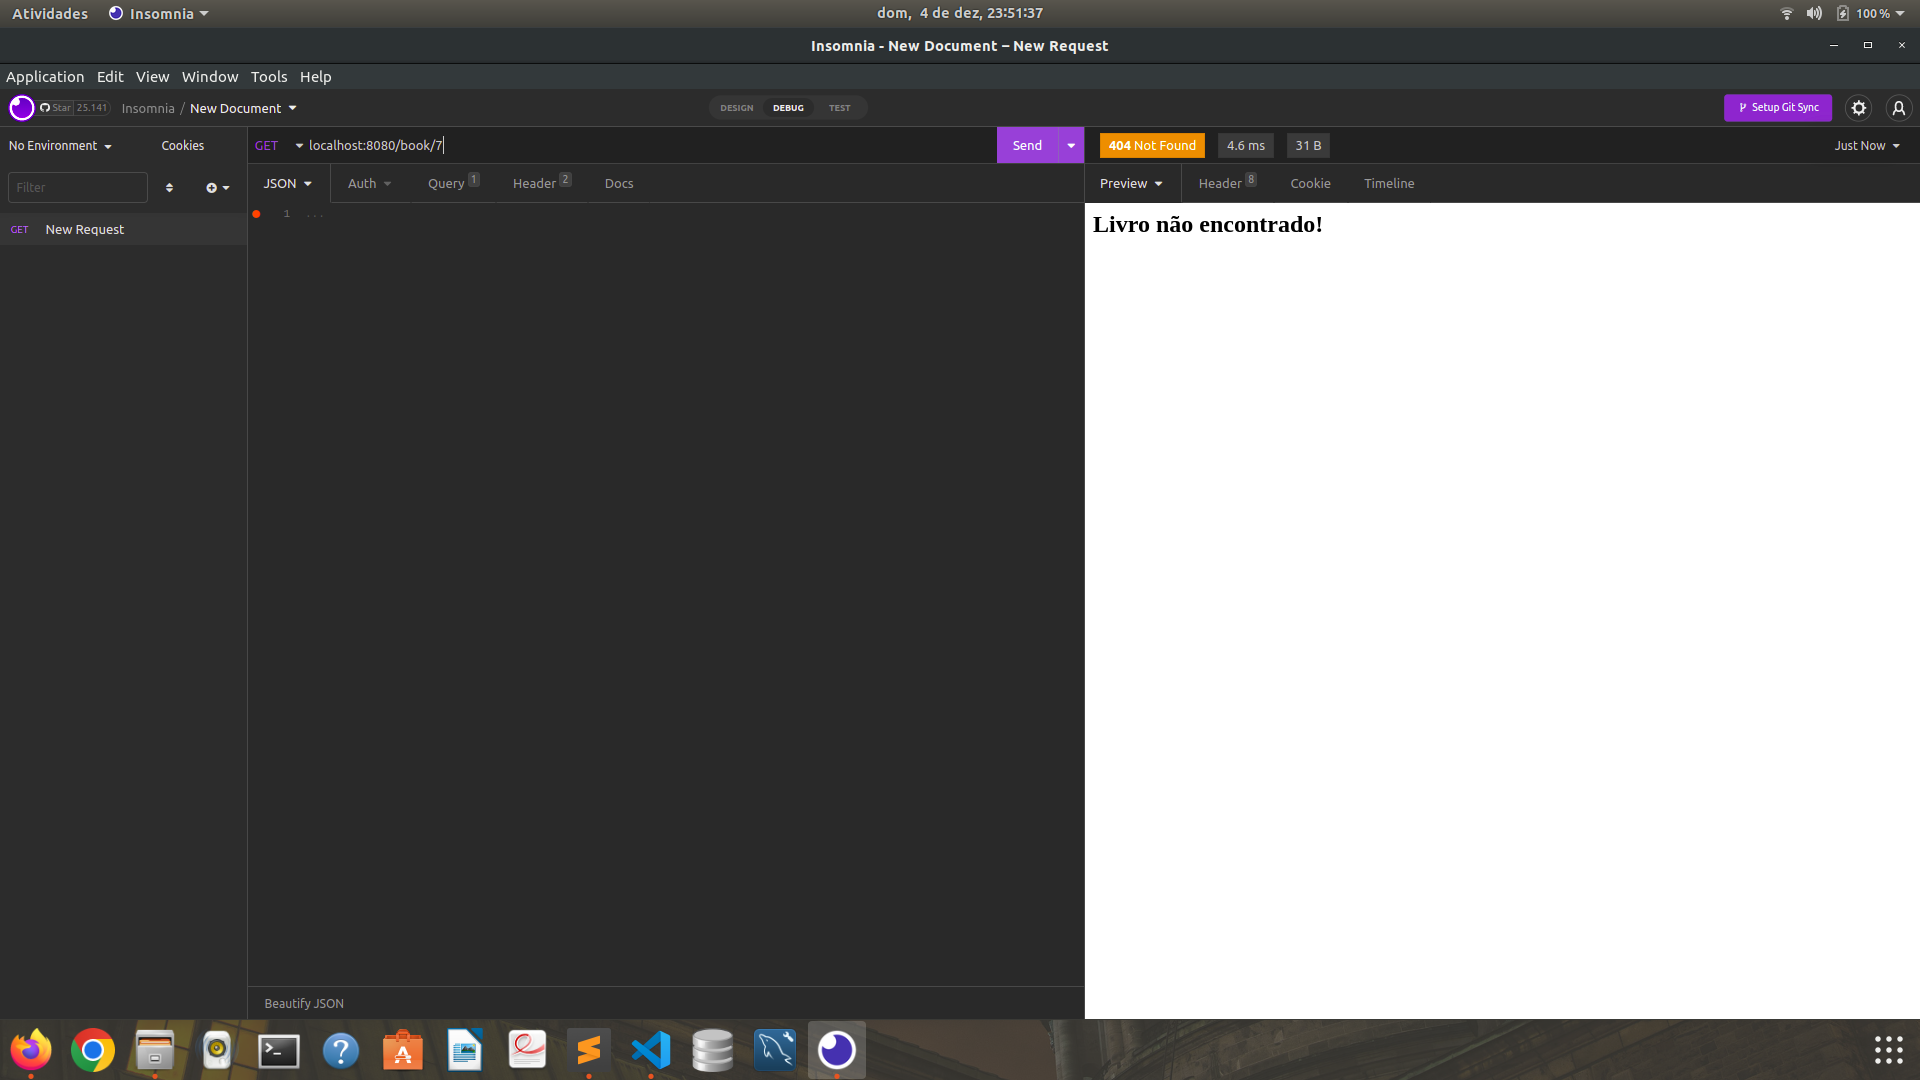 Atividades Insomnia dom, 4 de dez, 23:51:37 100 %
Insomnia - New Document – New Request
Application Edit View Window Tools Help
Star 25.141 Insomnia / New Document DESIGN DEBUG TEST Setup Git Sync
No Environment Cookies GET localhost:8080/book/7 Send 404 Not Found 4.6 ms 31 B Just Now
Filter JSON Auth Query 1 Header 2 Docs Preview Header 8 Cookie Timeline
1 ...
GET New Request
Livro não encontrado!
Beautify JSON